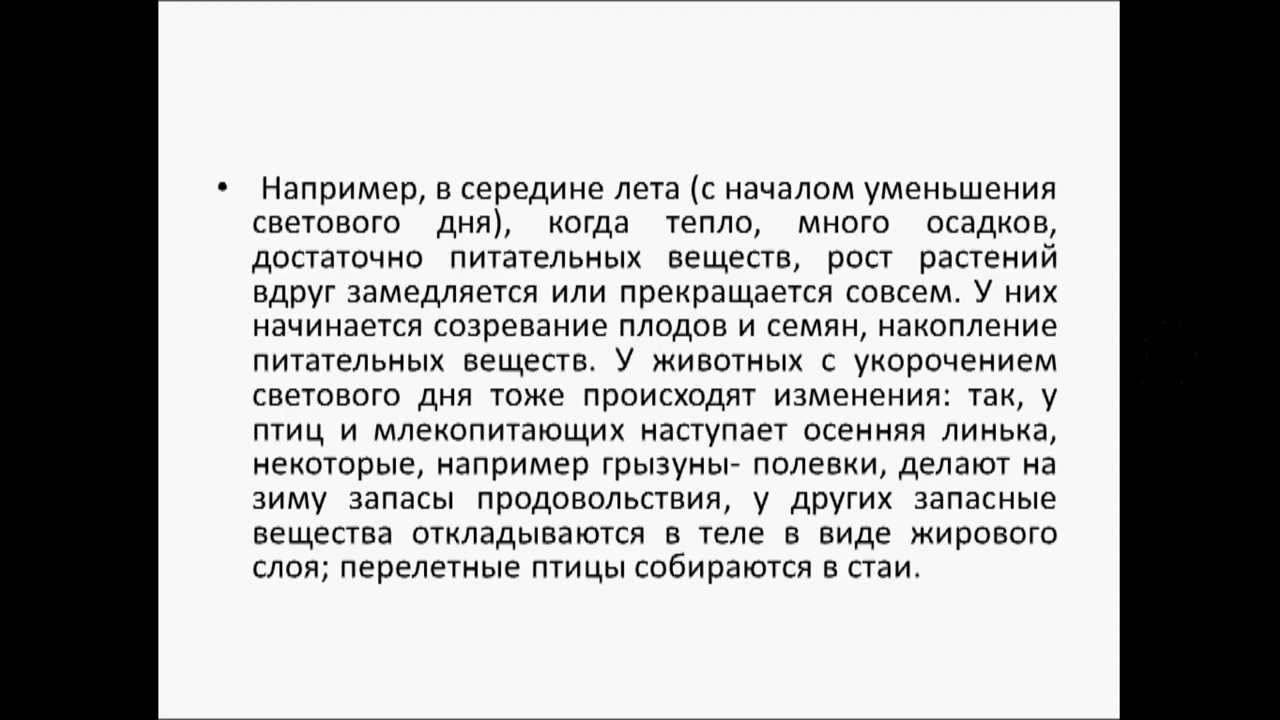 • Например, в середине лета (с началом уменьшения
светового дня), когда тепло, много осадков,
достаточно питательных веществ, рост растений
вдруг замедляется или прекращается совсем. У них
начинается созревание плодов и семян, накопление
питательных веществ. У животных с укорочением
светового дня тоже происходят изменения: так, у
птиц и млекопитающих наступает осенняя линька,
некоторые, например грызуны- полевки, делают на
зиму запасы продовольствия, у других запасные
вещества откладываются в теле в виде жирового
слоя; перелетные птицы собираются в стаи.